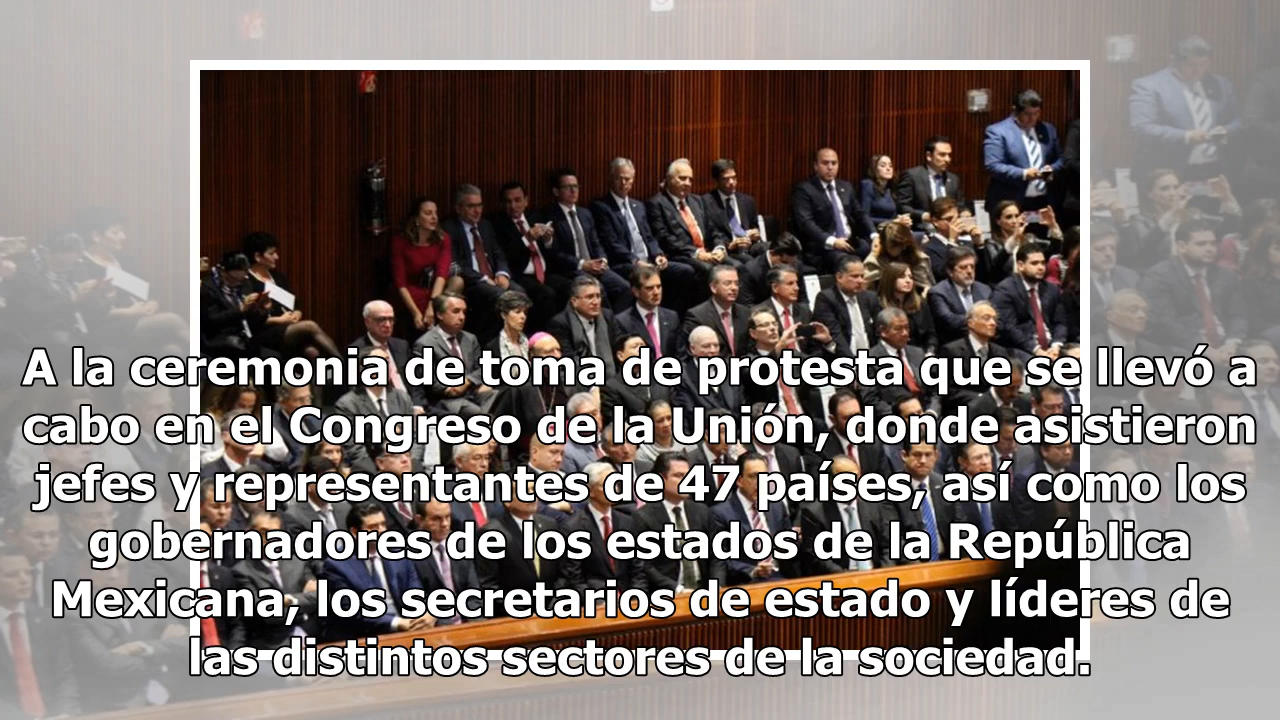 A la ceremonia de toma de protesta que se llevó a
cabo en el Congreso de la Unión, donde asistieron
jefes y representantes de 47 países, así como los
gobernadores de los estados de la República
Mexicana, los secretarios de estado y líderes de
las distintos sectores de la sociedad.